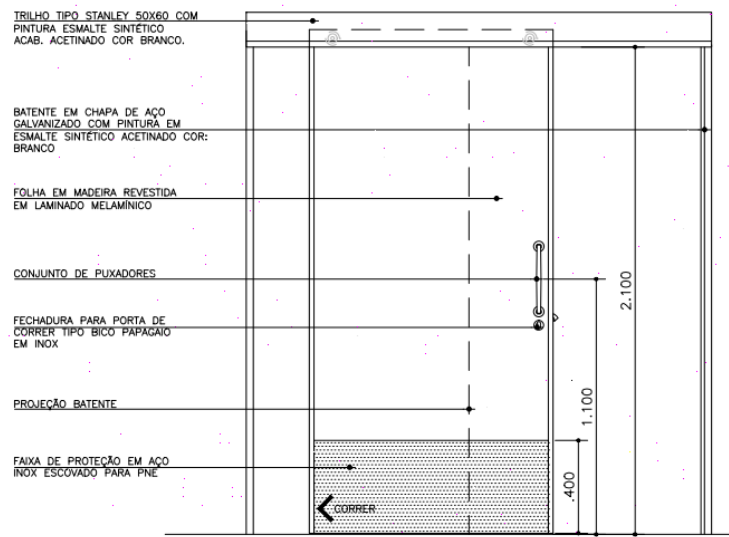 TRILHO TIPO STANLEY 50X60 COM
PINTURA ESMALTE SINTÉTICO
ACAB. ACETINADO COR BRANCO.
BATENTE EM CHAPA DE AÇO
GALVANIZADO COM PINTURA EM
ESMALTE SINTÉTICO ACETINADO COR:
BRANCO
FOLHA EM MADEIRA REVESTIDA
EM LAMINADO MELAMÍNICO
CONJUNTO DE PUXADORES
FECHADURA PARA PORTA DE
CORRER TIPO BICO PAPAGAIO
EM INOX
PROJEÇÃO BATENTE
FAIXA DE PROTEÇÃO EM AÇO
INOX ESCOVADO PARA PNE
CORRER
.400
1.100
2.100